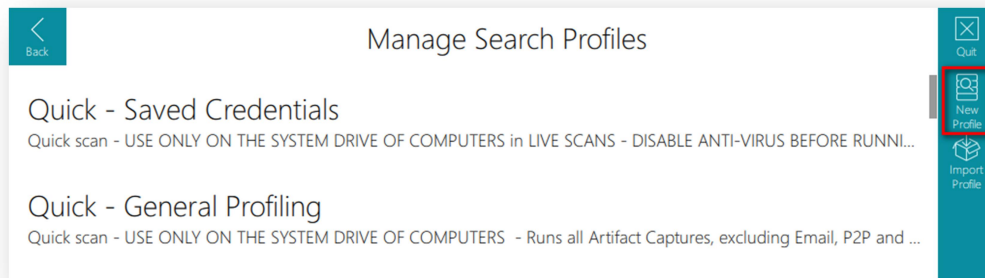 Back
Manage Search Profiles
Quit
Quick - Saved Credentials
Quick scan - USE ONLY ON THE SYSTEM DRIVE OF COMPUTERS in LIVE SCANS - DISABLE ANTI-VIRUS BEFORE RUNNI...
New
Profile
Import
Profile
Quick - General Profiling
Quick scan - USE ONLY ON THE SYSTEM DRIVE OF COMPUTERS - Runs all Artifact Captures, excluding Email, P2P and ...